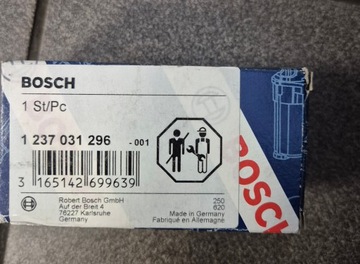 BOSCH
1 St/Pc
1 237 031 296 - 001
3 165142 699639
Robert Bosch GmbH
Auf der Breit 4
76227 Karlsruhe
Germany
250
620
Made in Germany
Fabriqué en Allemagne
BOSCH